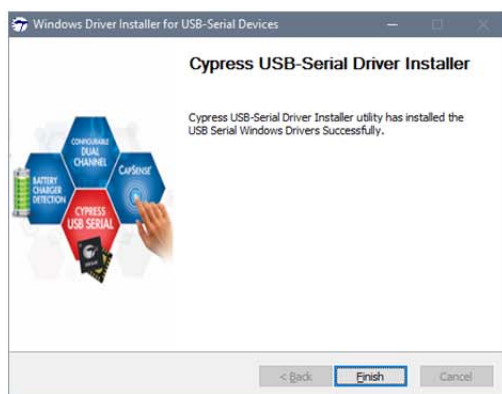 Windows Driver Installer for USB-Serial Devices
Cypress USB-Serial Driver Installer
Cypress USB-Serial Driver Installer utility has installed the
USB Serial Windows Drivers Successfully.
CONFIGURABLE
DUAL
CHANNEL
CAPSENSE
BATTERY
CHARGER
DETECTION
CYPRESS
USB SERIAL
< Back
Finish
Cancel